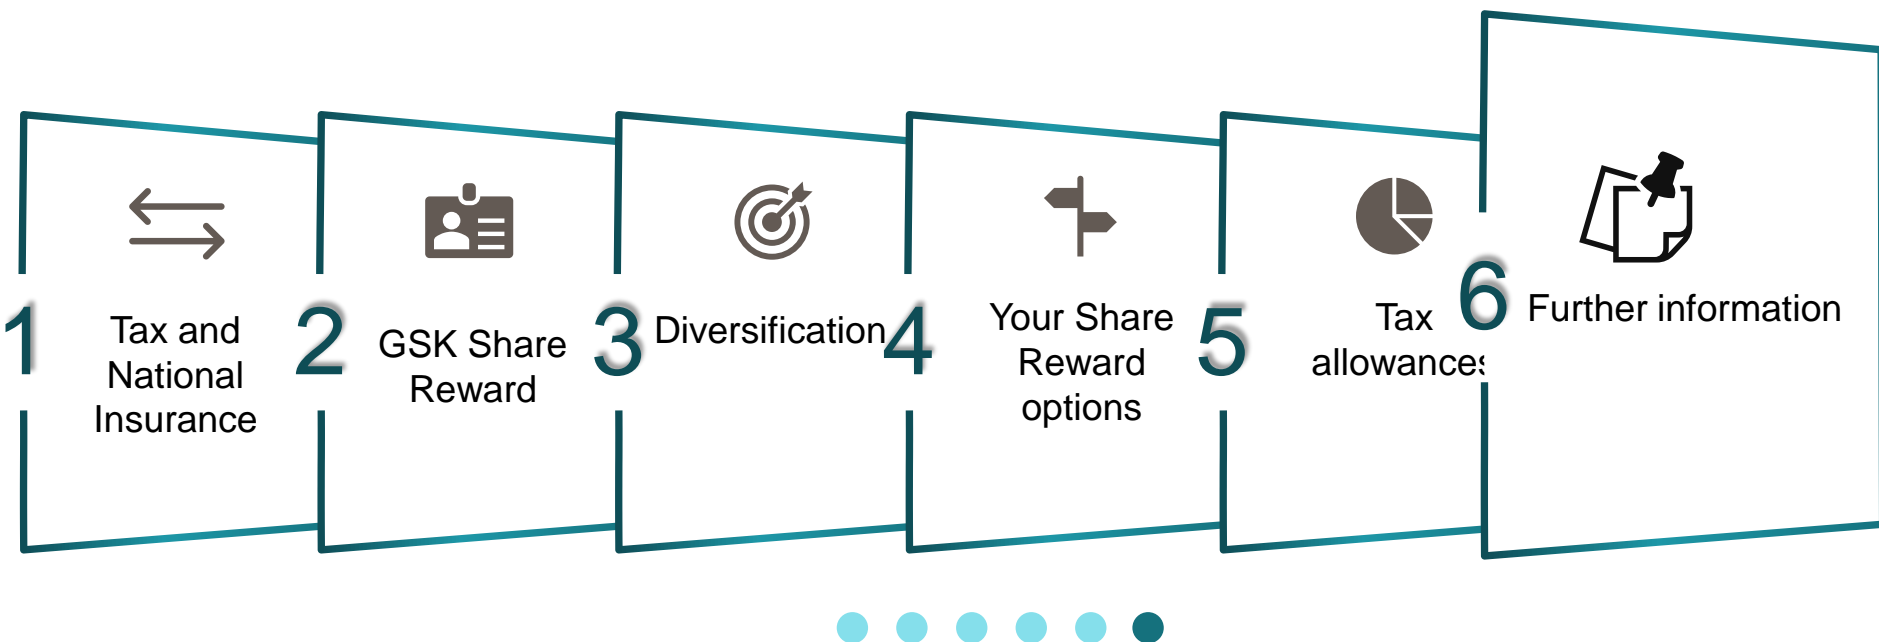 1
Tax and
National
Insurance
2
GSK Share
Reward
3
Diversification
4
Your Share
Reward
options
5
Tax
allowances
6
Further information